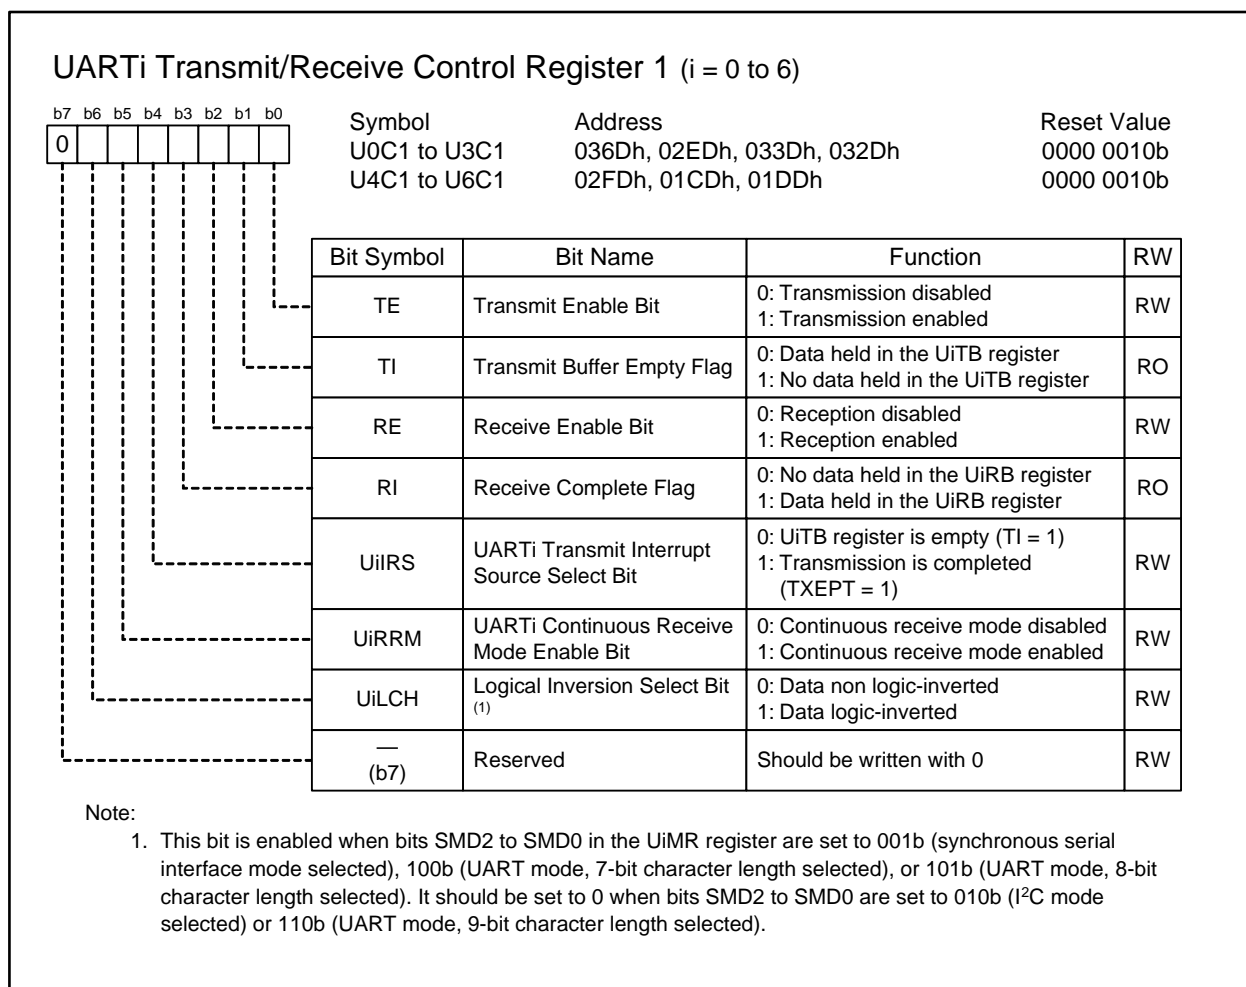 UARTi Transmit/Receive Control Register 1 (i = 0 to 6)
b7 b6 b5 b4 b3 b2 b1 b0
0
Symbol Address Reset Value
U0C1 to U3C1 036Dh, 02EDh, 033Dh, 032Dh 0000 0010b
U4C1 to U6C1 02FDh, 01CDh, 01DDh 0000 0010b
Bit Symbol Bit Name Function RW
TE Transmit Enable Bit 0: Transmission disabled
1: Transmission enabled RW
TI Transmit Buffer Empty Flag 0: Data held in the UiTB register
1: No data held in the UiTB register RO
RE Receive Enable Bit 0: Reception disabled
1: Reception enabled RW
RI Receive Complete Flag 0: No data held in the UiRB register
1: Data held in the UiRB register RO
UiIRS UARTi Transmit Interrupt
Source Select Bit 0: UiTB register is empty (TI = 1)
1: Transmission is completed
(TXEPT = 1) RW
UiRRM UARTi Continuous Receive
Mode Enable Bit 0: Continuous receive mode disabled
1: Continuous receive mode enabled RW
UiLCH Logical Inversion Select Bit
(1) 0: Data non logic-inverted
1: Data logic-inverted RW
—
(b7) Reserved Should be written with 0 RW
Note:
1. This bit is enabled when bits SMD2 to SMD0 in the UiMR register are set to 001b (synchronous serial
interface mode selected), 100b (UART mode, 7-bit character length selected), or 101b (UART mode, 8-bit
character length selected). It should be set to 0 when bits SMD2 to SMD0 are set to 010b (I²C mode
selected) or 110b (UART mode, 9-bit character length selected).